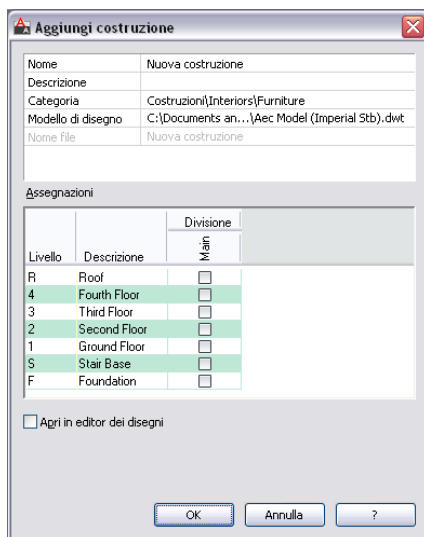 Aggiungi costruzione
Nome Nuova costruzione
Descrizione
Categoria Costruzioni\Interiors\Furniture
Modello di disegno C:\Documents an...\Aec Model (Imperial Stb).dwt
Nome file Nuova costruzione
Assegnazioni
Divisione
Livello Descrizione Main
R Roof
4 Fourth Floor
3 Third Floor
2 Second Floor
1 Ground Floor
S Stair Base
F Foundation
Apri in editor dei disegni
OK Annulla ?